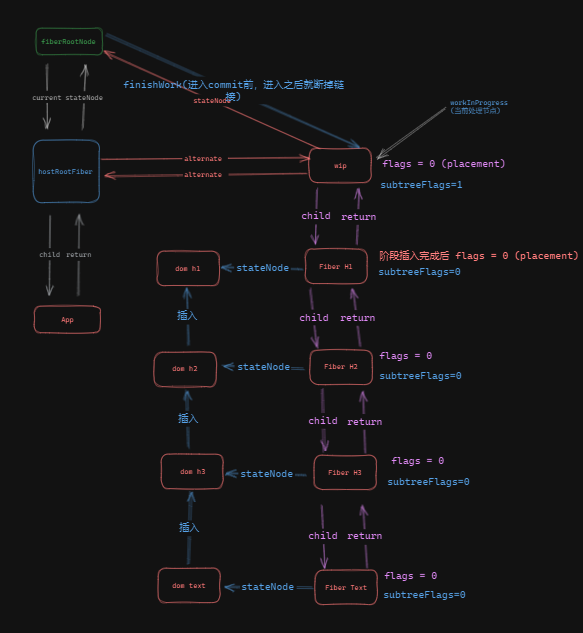 fiberRootNode
finishWork(进入commit前，进入之后就断掉链
接)
stateNode
current
stateNode
workInProgress
(当前处理节点)
hostRootFiber
alternate
alternate
wip
flags = 0 (placement)
subtreeFlags=1
child
return
child
return
dom h1
stateNode
Fiber H1
阶段插入完成后 flags = 0 (placement)
subtreeFlags=0
App
插入
child
return
dom h2
stateNode
Fiber H2
flags = 0
subtreeFlags=0
插入
child
return
dom h3
stateNode
Fiber H3
flags = 0
subtreeFlags=0
插入
child
return
dom text
stateNode
Fiber Text
flags = 0
subtreeFlags=0